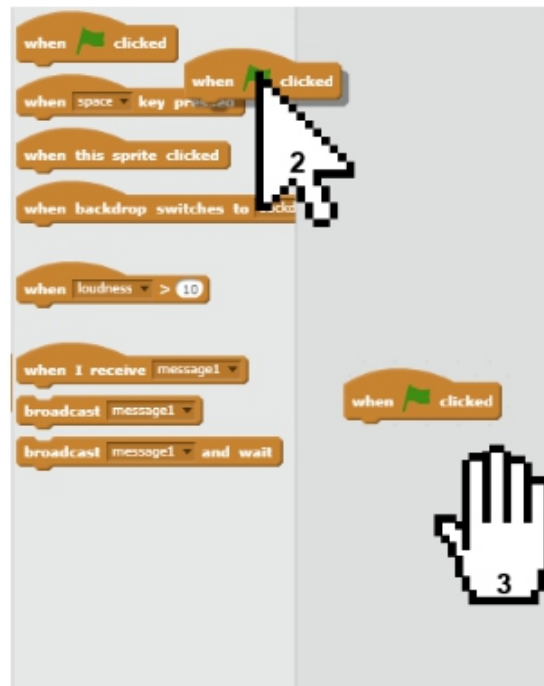 when clicked
when clicked
when space key pressed
2
when this sprite clicked
when backdrop switches to
when loudness > 10
when I receive message1
when clicked
broadcast message1
broadcast message1 and wait
3